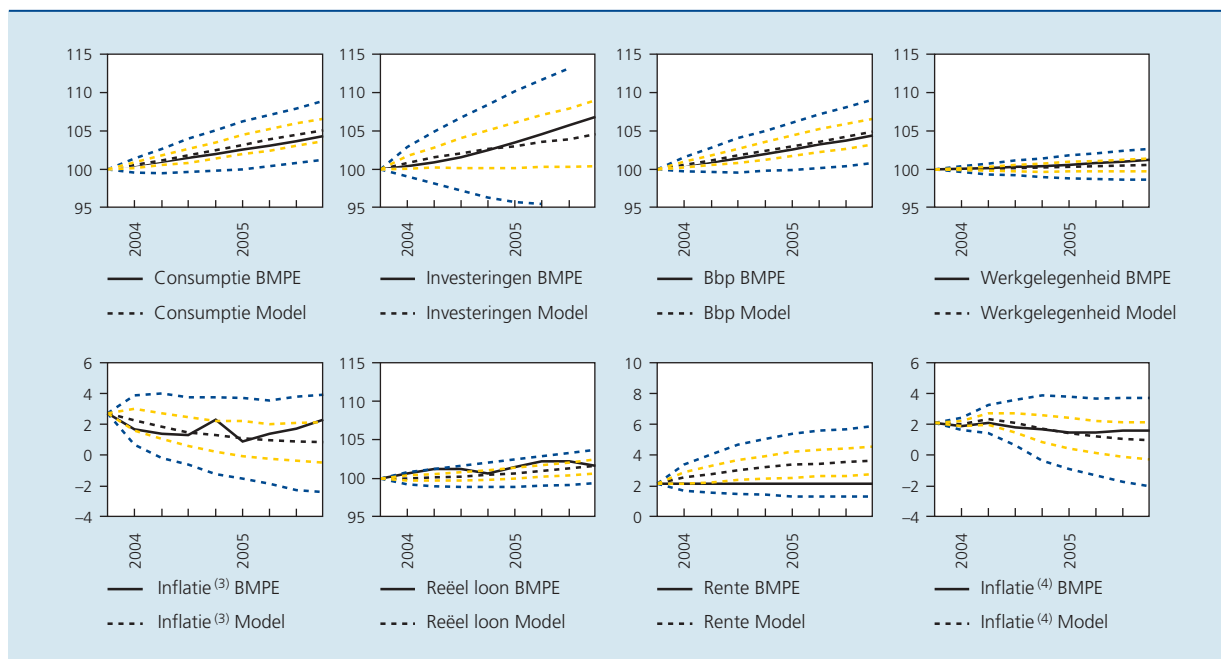 115 115 115 115
110 110 110 110
105 105 105 105
100 100 100 100
95 95 95 95
2004 2005 2004 2005 2004 2005 2004 2005
Consumptie BMPE Investeringen BMPE Bbp BMPE Werkgelegenheid BMPE
Consumptie Model Investeringen Model Bbp Model Werkgelegenheid Model
6 115 10 6
4 110 8 4
2 105 6 2
0 100 4 0
−2 95 2 −2
−4 0 −4
2004 2005 2004 2005 2004 2005 2004 2005
Inflatie (3) BMPE Reëel loon BMPE Rente BMPE Inflatie (4) BMPE
Inflatie (3) Model Reëel loon Model Rente Model Inflatie (4) Model